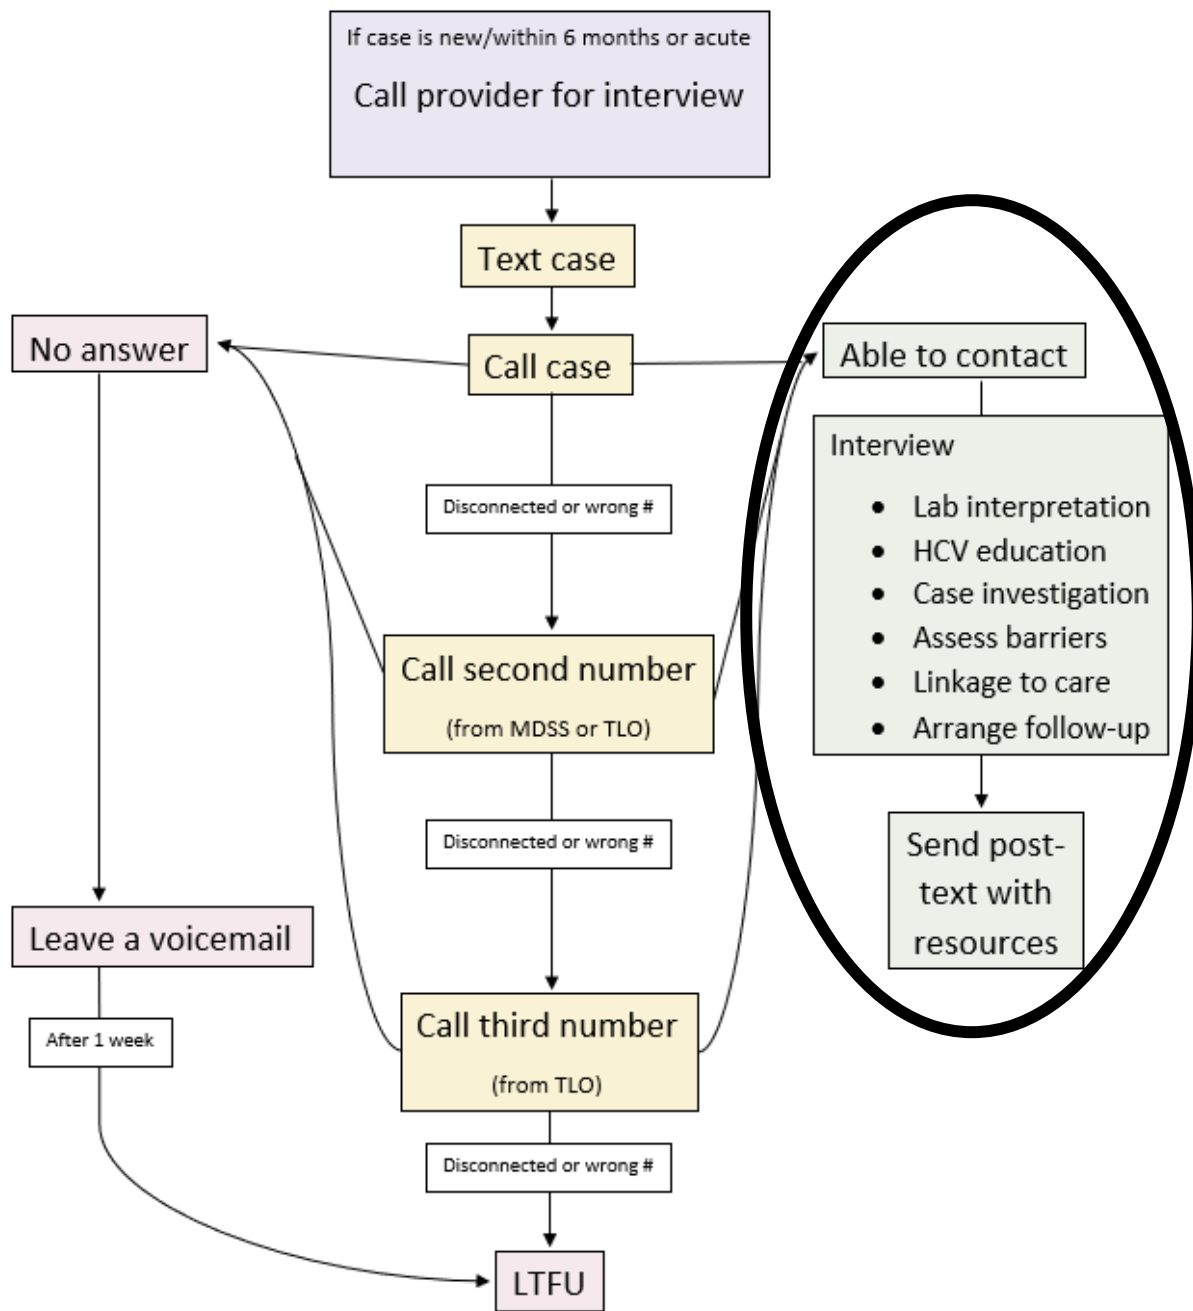 If case is new/within 6 months or acute
Call provider for interview
Text case
No answer
Call case
Able to contact
Interview
• Lab interpretation
• HCV education
• Case investigation
• Assess barriers
• Linkage to care
• Arrange follow-up
Disconnected or wrong #
Call second number
(from MDSS or TLO)
Disconnected or wrong #
Send post-
text with
resources
Leave a voicemail
After 1 week
Call third number
(from TLO)
Disconnected or wrong #
LTFU